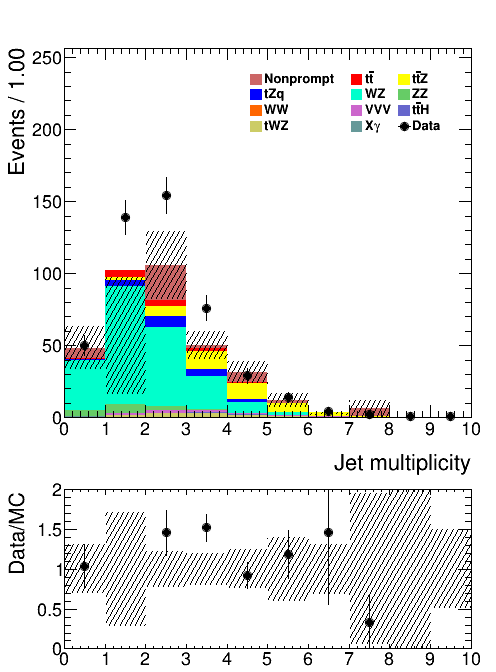 Events / 1.00
250
200
150
100
50
0
Nonprompt tt̄ tt̄Z
tZq WZ ZZ
WW VVV tt̄H
tWZ Xγ Data
0 1 2 3 4 5 6 7 8 9 10
Jet multiplicity
Data/MC
2
1.5
1
0.5
0
0 1 2 3 4 5 6 7 8 9 10